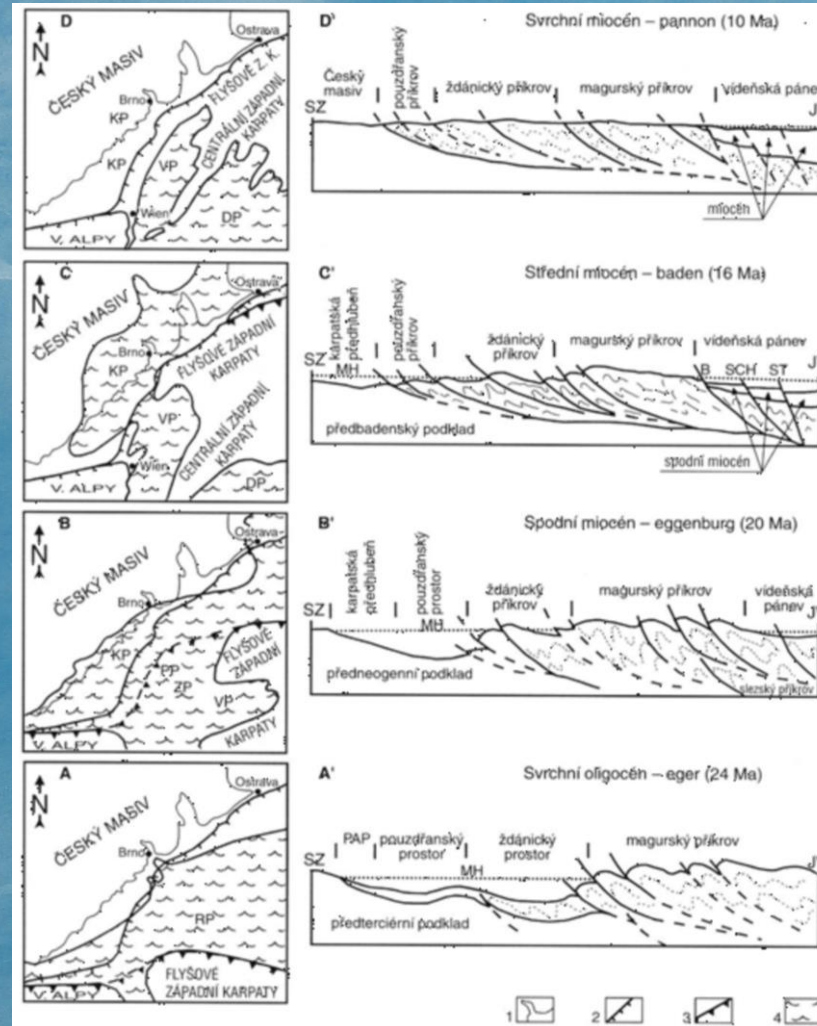 D
N
Ostrava
ČESKÝ MASIV
Brno
FLYŠOVÉ Z. K.
CENTRÁLNÍ ZÁPADNÍ
KARPATY
KP
KP
VP
Wien
DP
V. ALPY
D'
Svrchní miocén – pannon (10 Ma)
Český
masiv
pouzdřanský
příkrov
ždánický příkrov
magurský příkrov
vídeňská pánev
SZ
J
miocén
C
N
Ostrava
ČESKÝ MASIV
Brno
KP
FLYŠOVÉ ZÁPADNÍ
KARPATY
VP
CENTRÁLNÍ ZÁPADNÍ
KARPATY
Wien
V. ALPY
DP
C'
Střední miocén – baden (16 Ma)
karpatská
předhlubeň
pouzdřanský
příkrov
ždánický
příkrov
magurský příkrov
vídeňská pánev
SZ
MH
B
SCH
ST
J
předbadenský podklad
spodní miocén
B
N
Ostrava
ČESKÝ MASIV
Brno
KP
PP
ZP
FLYŠOVÉ
ZÁPADNÍ
VP
KARPATY
V. ALPY
B'
Spodní miocén – eggenburg (20 Ma)
karpatská
předhlubeň
pouzdřanský
prostor
ždánický
příkrov
magurský příkrov
vídeňská
pánev
SZ
MH
J
předneogenní podklad
slezský příkrov
A
N
Ostrava
ČESKÝ MASIV
Brno
RP
FLYŠOVÉ
ZÁPADNÍ KARPATY
V. ALPY
A'
Svrchní oligocén – eger (24 Ma)
PAP
pouzdřanský
prostor
ždánický
prostor
magurský příkrov
SZ
MH
J
předterciérní podklad
1
2
3
4